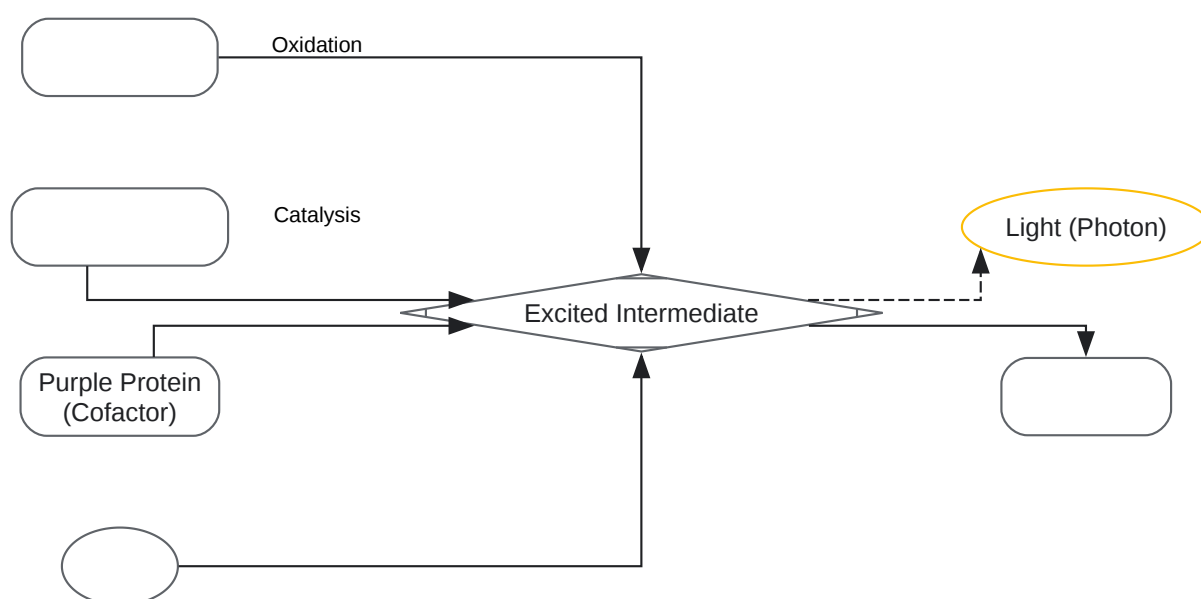 Oxidation
Catalysis
Light (Photon)
Excited Intermediate
Purple Protein
(Cofactor)